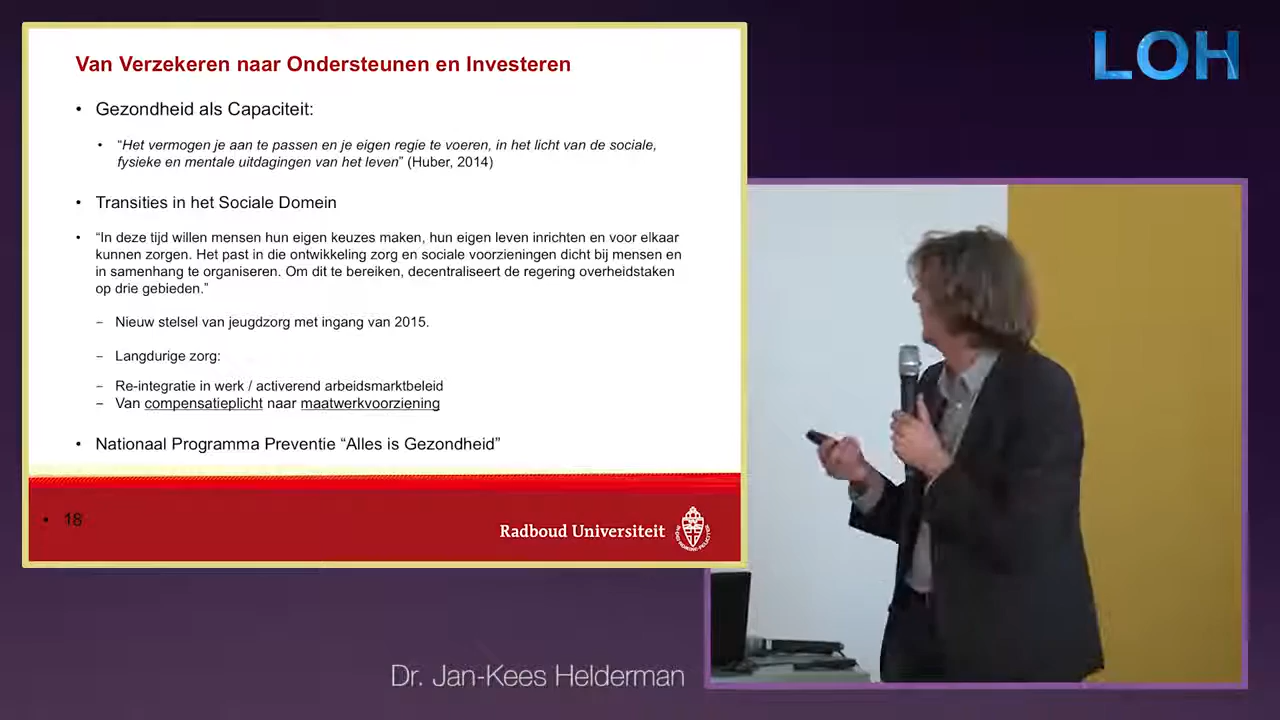 Van Verzekeren naar Ondersteunen en Investeren
• Gezondheid als Capaciteit:
• “Het vermogen je aan te passen en je eigen regie te voeren, in het licht van de sociale,
fysieke en mentale uitdagingen van het leven” (Huber, 2014)
• Transities in het Sociale Domein
• “In deze tijd willen mensen hun eigen keuzes maken, hun eigen leven inrichten en voor elkaar
kunnen zorgen. Het past in die ontwikkeling zorg en sociale voorzieningen dicht bij mensen en
in samenhang te organiseren. Om dit te bereiken, decentraliseert de regering overheidstaken
op drie gebieden.”
– Nieuw stelsel van jeugdzorg met ingang van 2015.
– Langdurige zorg:
– Re-integratie in werk / activerend arbeidsmarktbeleid
– Van compensatieplicht naar maatwerkvoorziening
• Nationaal Programma Preventie “Alles is Gezondheid”
• 18
Radboud Universiteit
LOH
Dr. Jan-Kees Helderman